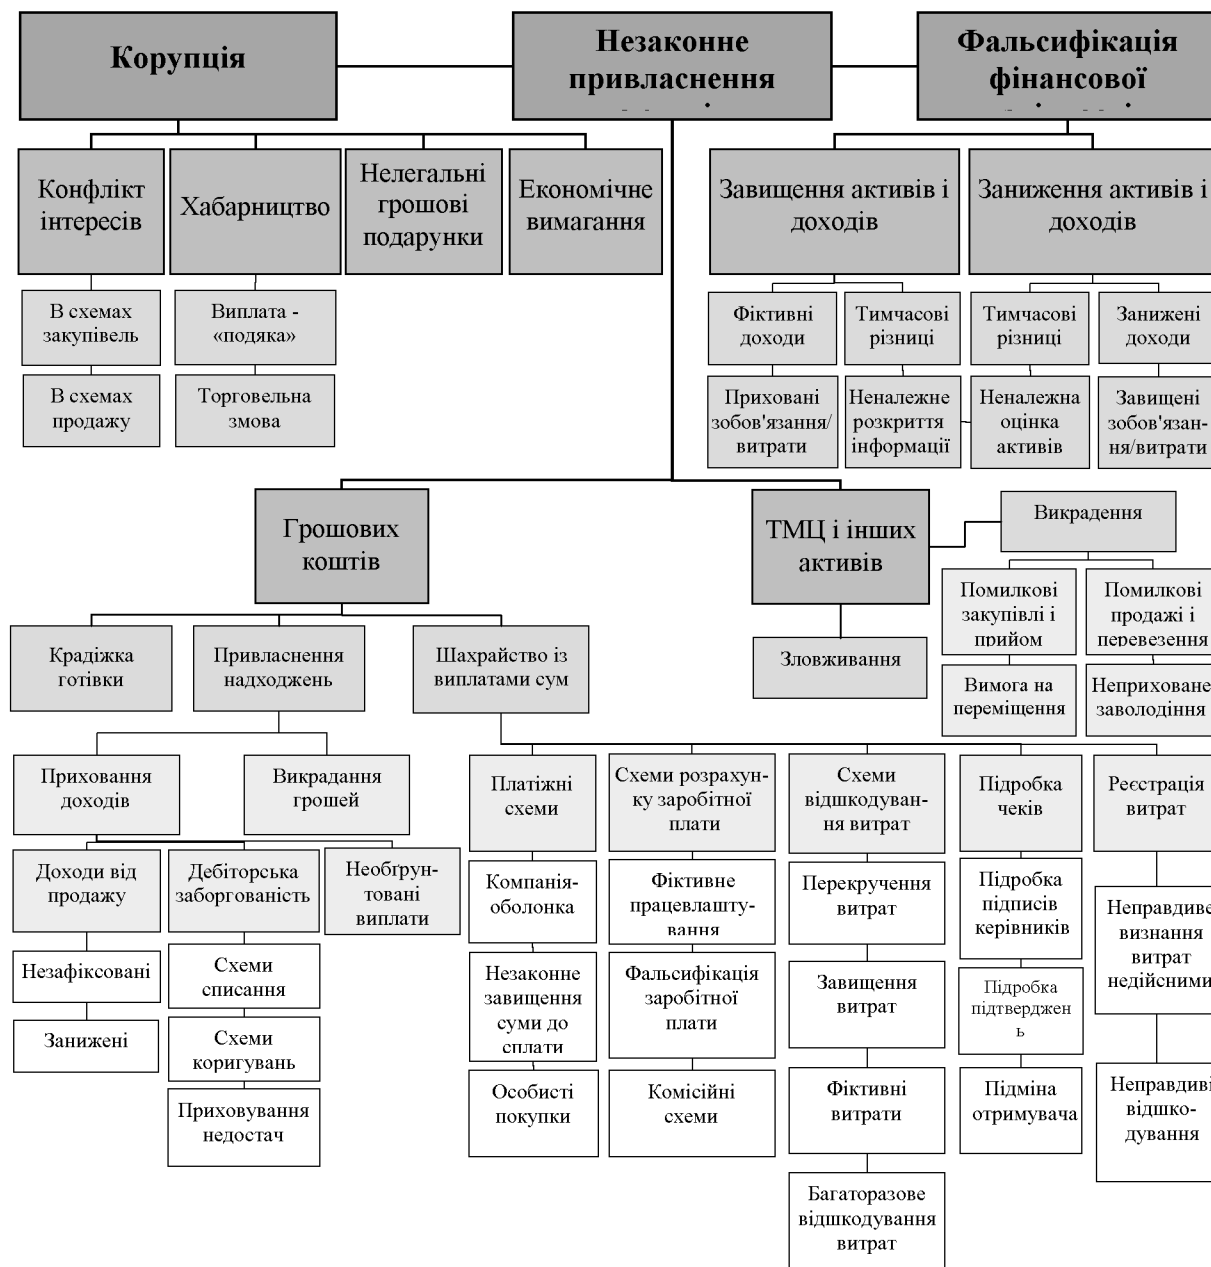 Корупція
Незаконне
привласнення
Фальсифікація
фінансової
Конфлікт
інтересів
Хабарництво
Нелегальні
грошові
подарунки
Економічне
вимагання
Завищення активів і
доходів
Заниження активів і
доходів
В схемах
закупівель
Виплата -
«подяка»
Фіктивні
доходи
Тимчасові
різниці
Тимчасові
різниці
Занижені
доходи
В схемах
продажу
Торговельна
змова
Приховані
зобов'язання/
витрати
Неналежне
розкриття
інформації
Неналежна
оцінка
активів
Завищені
зобов'язан-
ня/витрати
Грошових
коштів
ТМЦ і інших
активів
Викрадення
Помилкові
закупівлі і
прийом
Помилкові
продажі і
перевезення
Крадіжка
готівки
Привласнення
надходжень
Шахрайство із
виплатами сум
Зловживання
Вимога на
переміщення
Неприховане
заволодіння
Приховання
доходів
Викрадання
грошей
Платіжні
схеми
Схеми розрахун-
ку заробітної
плати
Схеми
відшкодуван-
ня витрат
Підробка
чеків
Реєстрація
витрат
Доходи від
продажу
Дебіторська
заборгованість
Необґрун-
товані
виплати
Компанія-
оболонка
Фіктивне
працевлашту-
вання
Перекручення
витрат
Підробка
підписів
керівників
Неправдиве
визнання
витрат
недійсними
Незафіксовані
Схеми
списання
Незаконне
завищення
суми до
сплати
Фальсифікація
заробітної
плати
Завищення
витрат
Підробка
підтверджен
ь
Занижені
Схеми
коригувань
Особисті
покупки
Комісійні
схеми
Фіктивні
витрати
Підміна
отримувача
Неправдиві
відшко-
дування
Приховування
недостач
Багаторазове
відшкодування
витрат